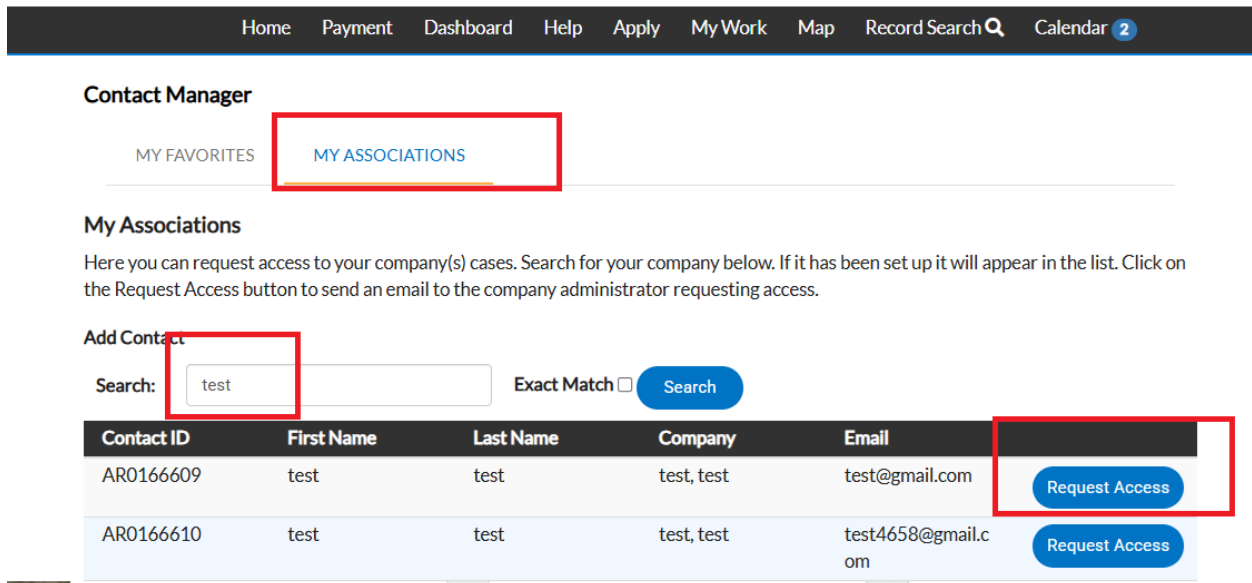 Home Payment Dashboard Help Apply My Work Map Record Search Calendar 2
Contact Manager
MY FAVORITES MY ASSOCIATIONS
My Associations
Here you can request access to your company(s) cases. Search for your company below. If it has been set up it will appear in the list. Click on
the Request Access button to send an email to the company administrator requesting access.
Add Contact
Search: test Exact Match Search
Contact ID First Name Last Name Company Email
AR0166609 test test test, test test@gmail.com Request Access
AR0166610 test test test, test test4658@gmail.c Request Access
om